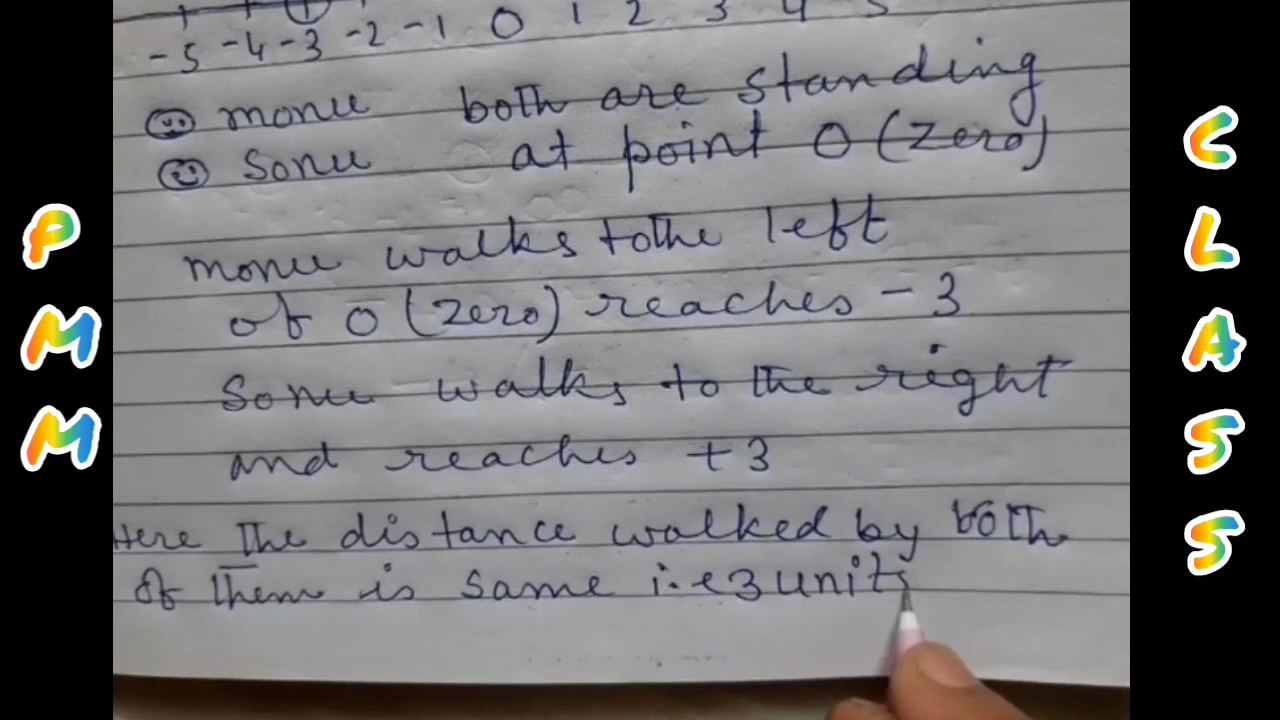 -5 -4 -3 -2 -1 0 1 2 3 4 5
monu both are standing
sonu at point 0 (zero)
monu walks to the left
of 0 (zero) reaches -3
Sonu walks to the right
and reaches +3
Here the distance walked by both
of them is same i.e 3 units
PMM
CLASS